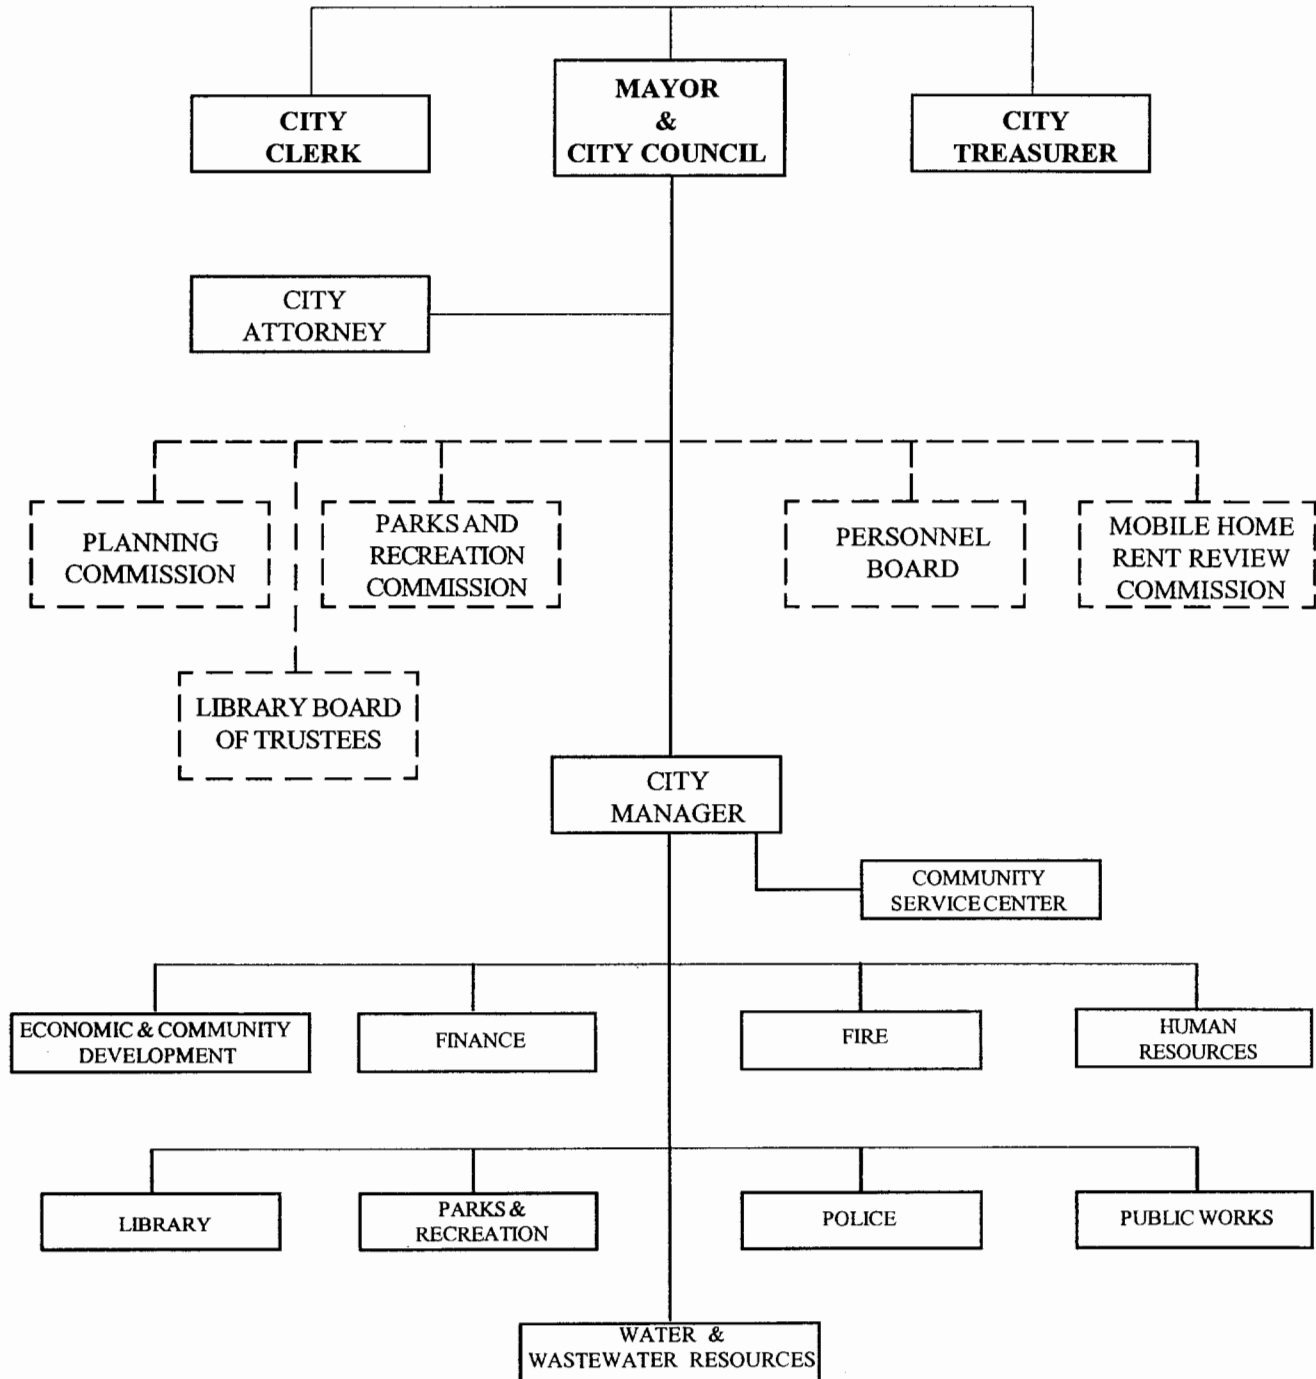 CITY
CLERK
MAYOR
&
CITY COUNCIL
CITY
TREASURER
CITY
ATTORNEY
PLANNING
COMMISSION
PARKS AND
RECREATION
COMMISSION
PERSONNEL
BOARD
MOBILE HOME
RENT REVIEW
COMMISSION
LIBRARY BOARD
OF TRUSTEES
CITY
MANAGER
COMMUNITY
SERVICE CENTER
ECONOMIC & COMMUNITY
DEVELOPMENT
FINANCE
FIRE
HUMAN
RESOURCES
LIBRARY
PARKS &
RECREATION
POLICE
PUBLIC WORKS
WATER &
WASTEWATER RESOURCES